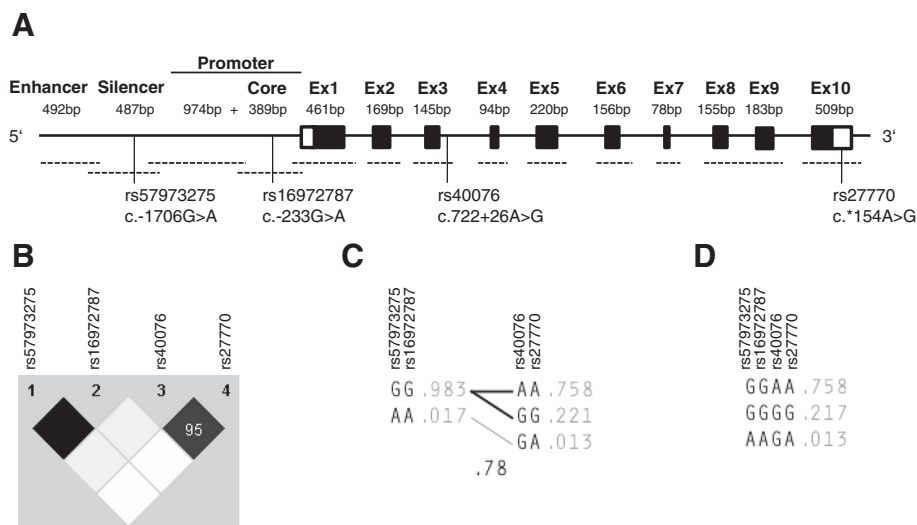 A
Promoter
Enhancer Silencer Core Ex1 Ex2 Ex3 Ex4 Ex5 Ex6 Ex7 Ex8 Ex9 Ex10
492bp 487bp 974bp + 389bp 461bp 169bp 145bp 94bp 220bp 156bp 78bp 155bp 183bp 509bp
5‘ 3‘
rs57973275 rs16972787 rs40076 rs27770
c.-1706G>A c.-233G>A c.722+26A>G c.*154A>G
B
rs57973275 rs16972787 rs40076 rs27770
1 2 3 4
95
C
rs57973275 rs16972787 rs40076 rs27770
GG .983 AA .758
AA .017 GG .221
GA .013
.78
D
rs57973275 rs16972787 rs40076 rs27770
GGAA .758
GGGG .217
AAGA .013